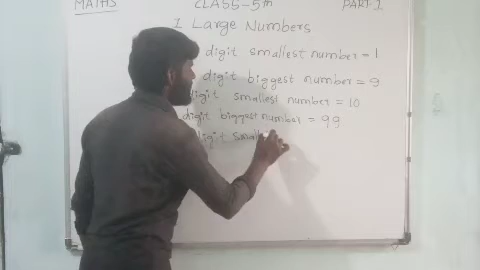 MATHS CLASS-5th PART-1
1 Large Numbers
digit smallest number = 1
digit biggest number = 9
digit smallest number = 10
digit biggest number = 99
digit small